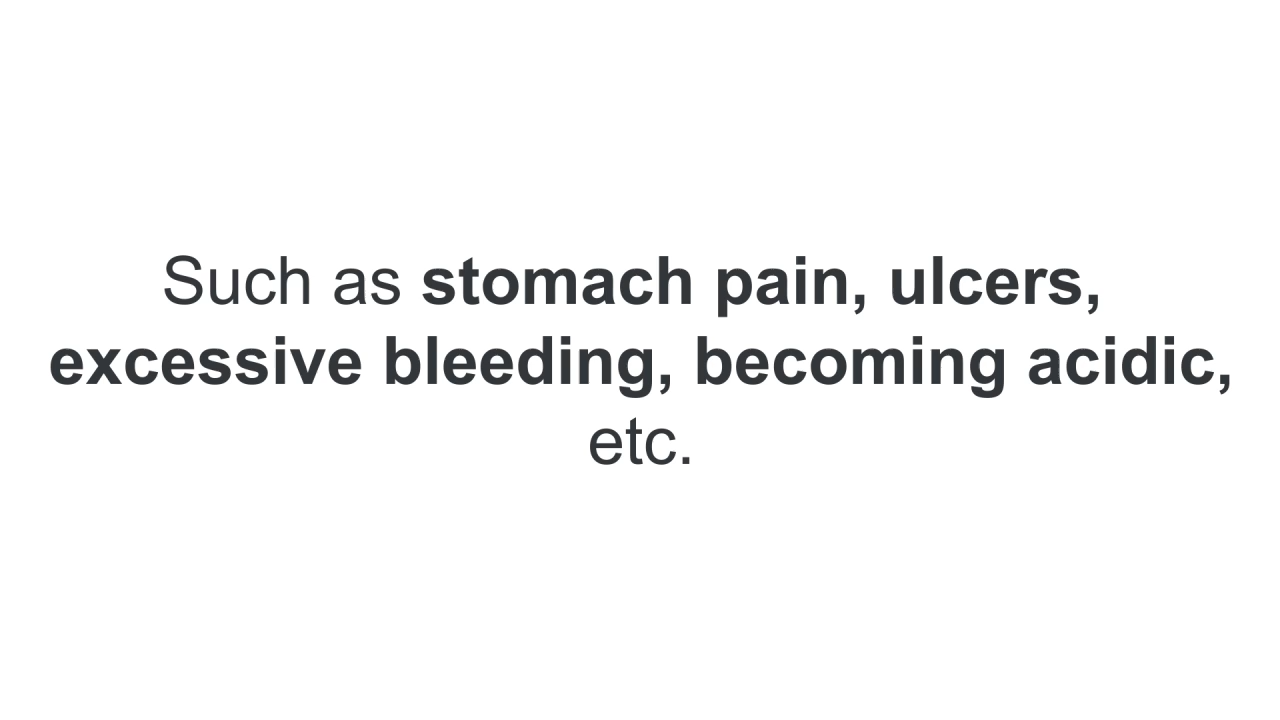 Such as stomach pain, ulcers,
excessive bleeding, becoming acidic,
etc.